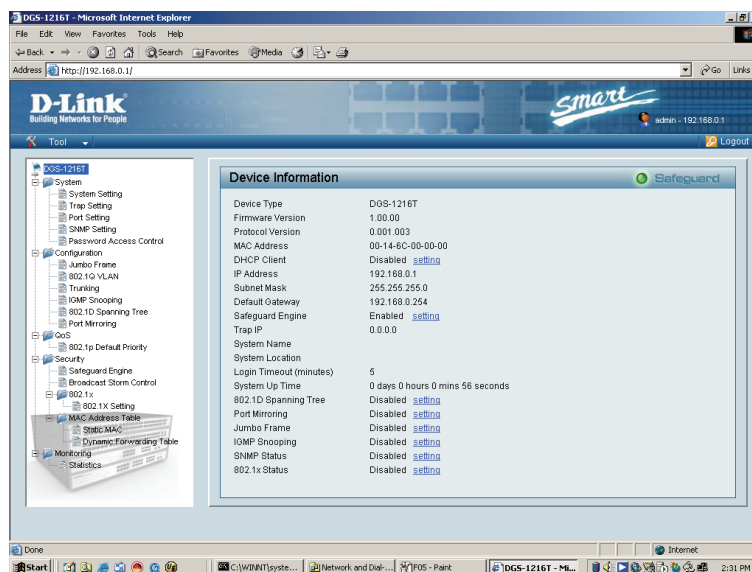 DGS-1216T - Microsoft Internet Explorer
File Edit View Favorites Tools Help
Back Search Favorites Media
Address http://192.168.0.1/ Go Links
D-Link
Building Networks for People
smart
admin - 192.168.0.1
Tool Logout
DGS-1216T
System
System Setting
Trap Setting
Port Setting
SNMP Setting
Password Access Control
Configuration
Jumbo Frame
802.1Q VLAN
Trunking
IGMP Snooping
802.1D Spanning Tree
Port Mirroring
QoS
802.1p Default Priority
Security
Safeguard Engine
Broadcast Storm Control
802.1x
802.1X Setting
MAC Address Table
Static MAC
Dynamic Forwarding Table
Monitoring
Statistics
Device Information Safeguard
Device Type DGS-1216T
Firmware Version 1.00.00
Protocol Version 0.001.003
MAC Address 00-14-6C-00-00-00
DHCP Client Disabled setting
IP Address 192.168.0.1
Subnet Mask 255.255.255.0
Default Gateway 192.168.0.254
Safeguard Engine Enabled setting
Trap IP 0.0.0.0
System Name
System Location
Login Timeout (minutes) 5
System Up Time 0 days 0 hours 0 mins 56 seconds
802.1D Spanning Tree Disabled setting
Port Mirroring Disabled setting
Jumbo Frame Disabled setting
IGMP Snooping Disabled setting
SNMP Status Disabled setting
802.1x Status Disabled setting
Done Internet
Start C:\WINNT\syste... Network and Dial-... F05 - Paint DGS-1216T - Mi... 2:31 PM